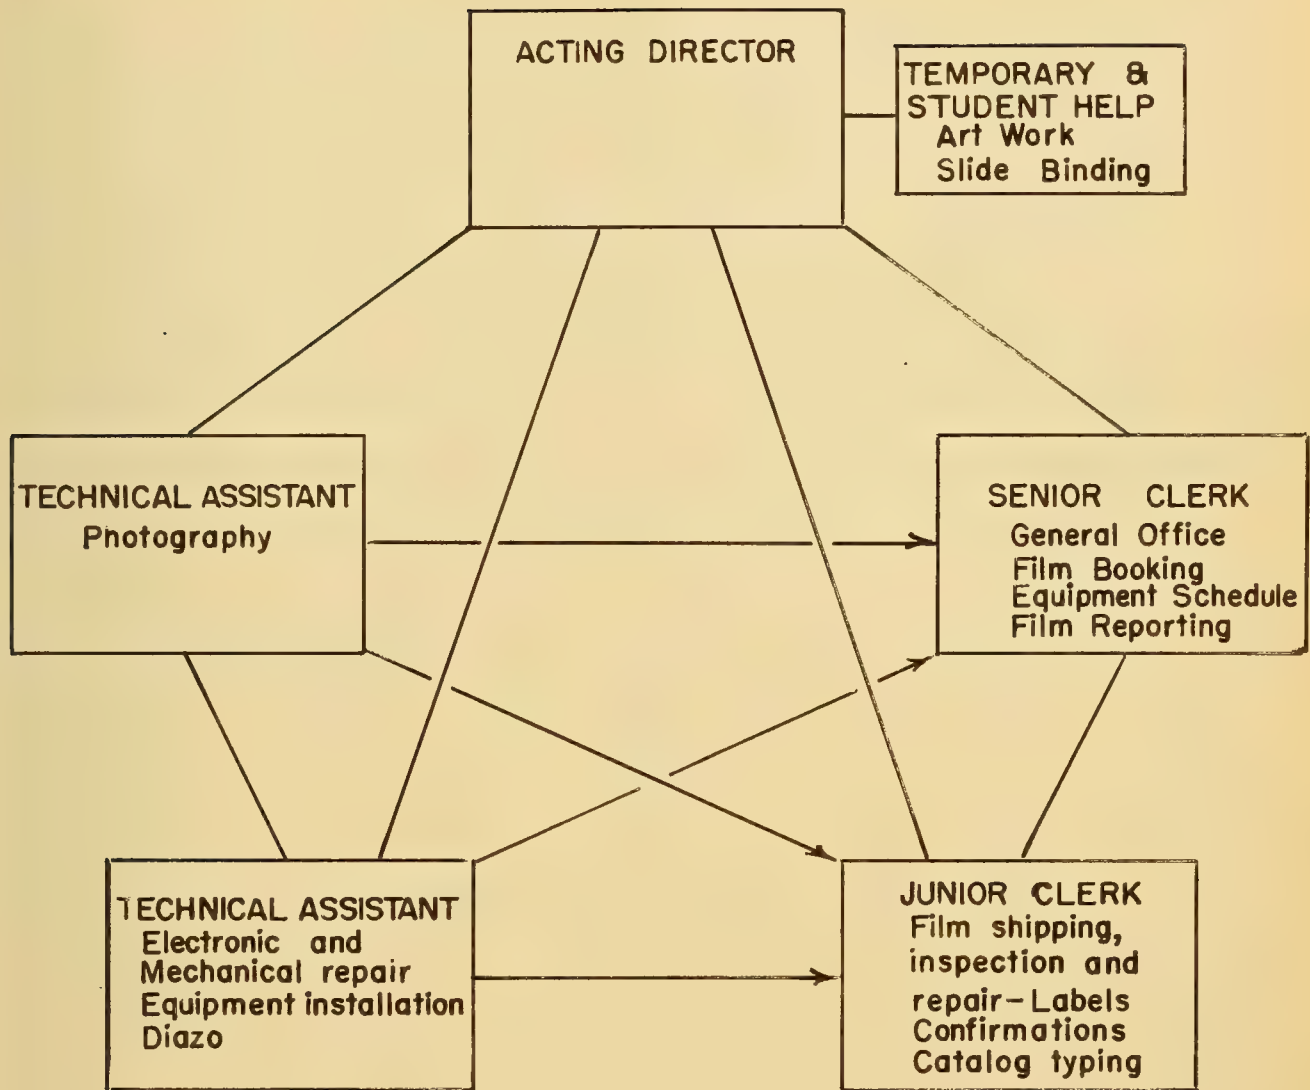 ACTING DIRECTOR
TEMPORARY &
STUDENT HELP
Art Work
Slide Binding
TECHNICAL ASSISTANT
Photography
SENIOR CLERK
General Office
Film Booking
Equipment Schedule
Film Reporting
TECHNICAL ASSISTANT
Electronic and
Mechanical repair
Equipment installation
Diazo
JUNIOR CLERK
Film shipping,
inspection and
repair-Labels
Confirmations
Catalog typing